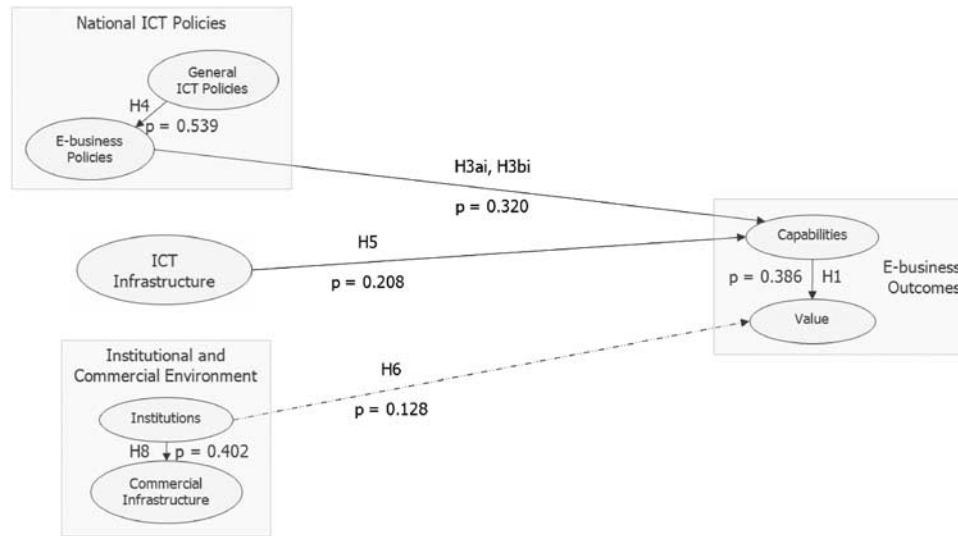 National ICT Policies
General
ICT Policies
H4
p = 0.539
E-business
Policies
H3ai, H3bi
p = 0.320
ICT
Infrastructure
H5
p = 0.208
Capabilities
p = 0.386 H1
E-business
Outcomes
Value
Institutional and
Commercial Environment
H6
p = 0.128
Institutions
H8 p = 0.402
Commercial
Infrastructure